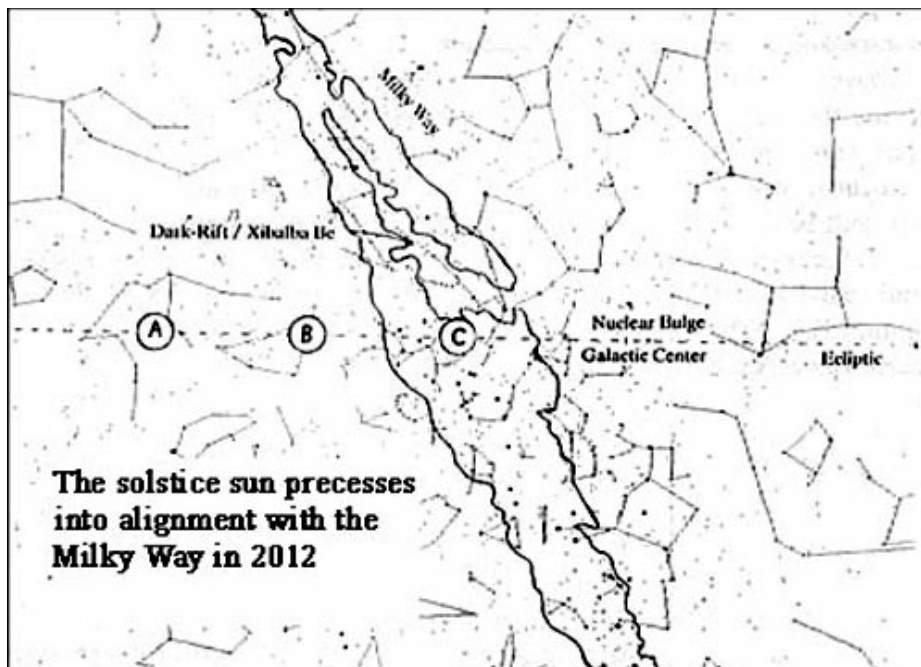 Milky Way
Dark-Rift / Xibalba Be
A
B
C
Nuclear Bulge
Galactic Center
Ecliptic
The solstice sun precesses
into alignment with the
Milky Way in 2012